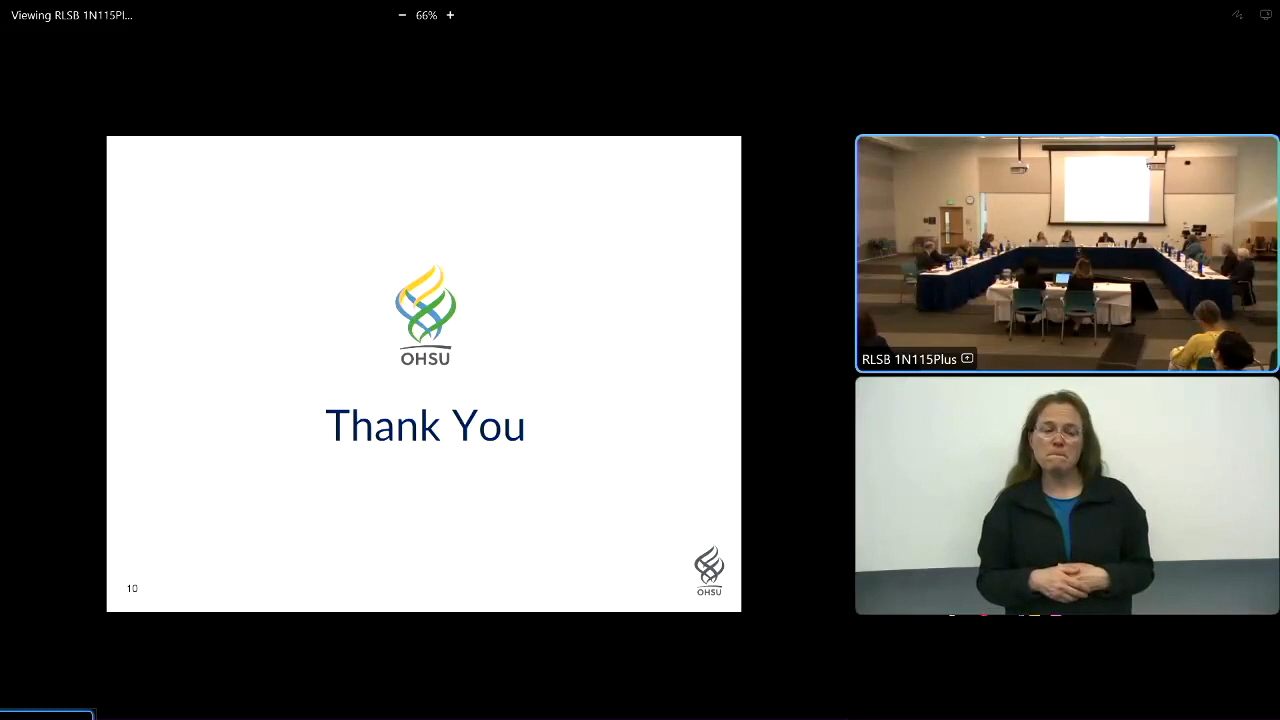 Viewing RLSB 1N115Pl...
66%
OHSU
Thank You
10
OHSU
RLSB 1N115Plus